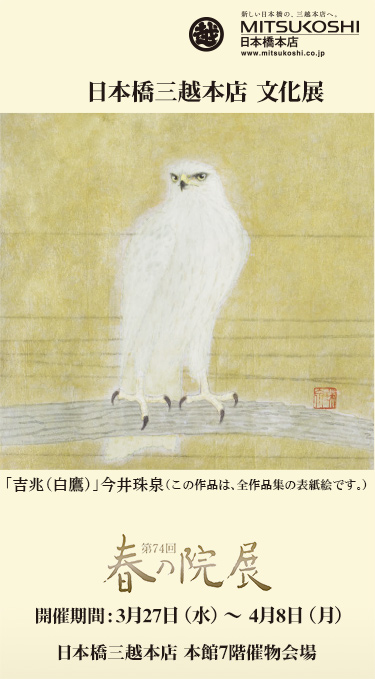 新しい日本橋の、三越本店へ。
越 MITSUKOSHI
日本橋本店
www.mitsukoshi.co.jp
日本橋三越本店 文化展
「吉兆(白鷹)」今井珠泉(この作品は、全作品集の表紙絵です。)
第74回
春の院展
開催期間:3月27日(水)~ 4月8日(月)
日本橋三越本店 本館7階催物会場